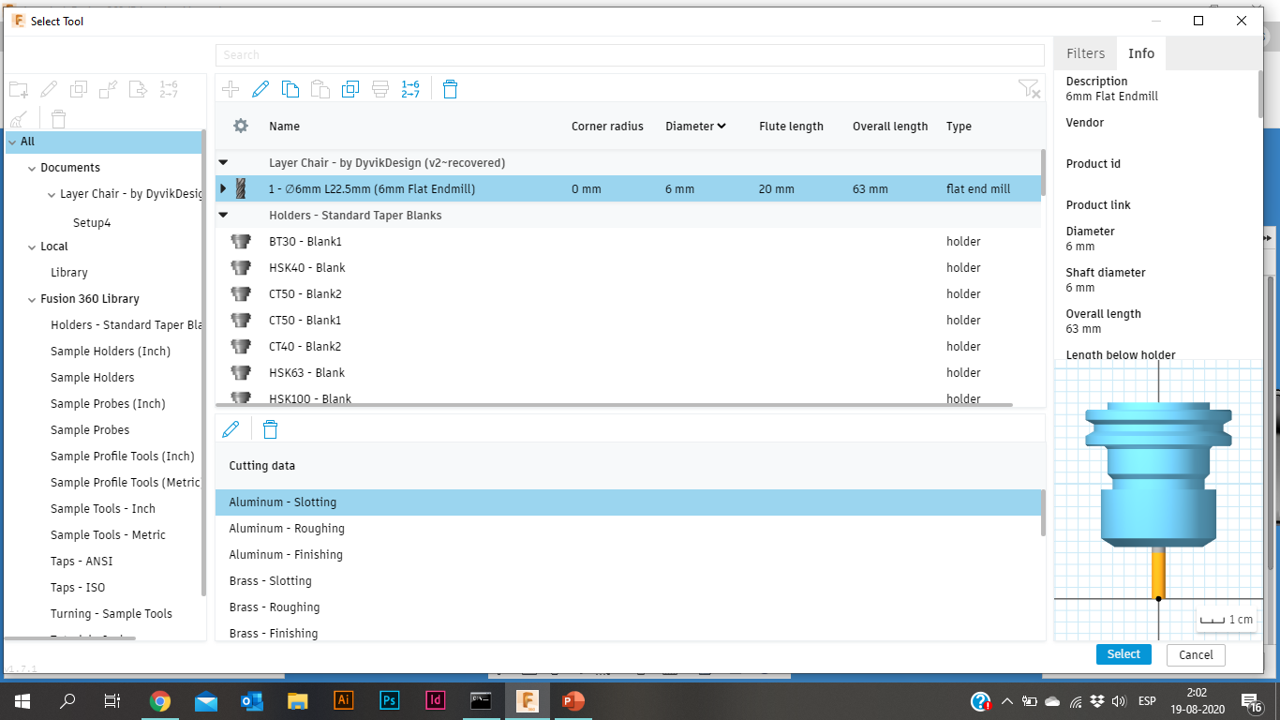 Select Tool
Search
Filters
Info
Name
Corner radius
Diameter
Flute length
Overall length
Type
Layer Chair - by DyvikDesign (v2~recovered)
1 - ∅6mm L22.5mm (6mm Flat Endmill)
0 mm
6 mm
20 mm
63 mm
flat end mill
Holders - Standard Taper Blanks
BT30 - Blank1
holder
HSK40 - Blank
holder
CT50 - Blank2
holder
CT50 - Blank1
holder
CT40 - Blank2
holder
HSK63 - Blank
holder
HSK100 - Blank
holder
All
Documents
Layer Chair - by DyvikDesig
Setup4
Local
Library
Fusion 360 Library
Holders - Standard Taper Bla
Sample Holders (Inch)
Sample Holders
Sample Probes (Inch)
Sample Probes
Sample Profile Tools (Inch)
Sample Profile Tools (Metric
Sample Tools - Inch
Sample Tools - Metric
Taps - ANSI
Taps - ISO
Turning - Sample Tools
v1.7.1
Cutting data
Aluminum - Slotting
Aluminum - Roughing
Aluminum - Finishing
Brass - Slotting
Brass - Roughing
Brass - Finishing
Description
6mm Flat Endmill
Vendor
Product id
Product link
Diameter
6 mm
Shaft diameter
6 mm
Overall length
63 mm
Length below holder
1 cm
Select
Cancel
Ai
Ps
Id
ESP
2:02
19-08-2020
16